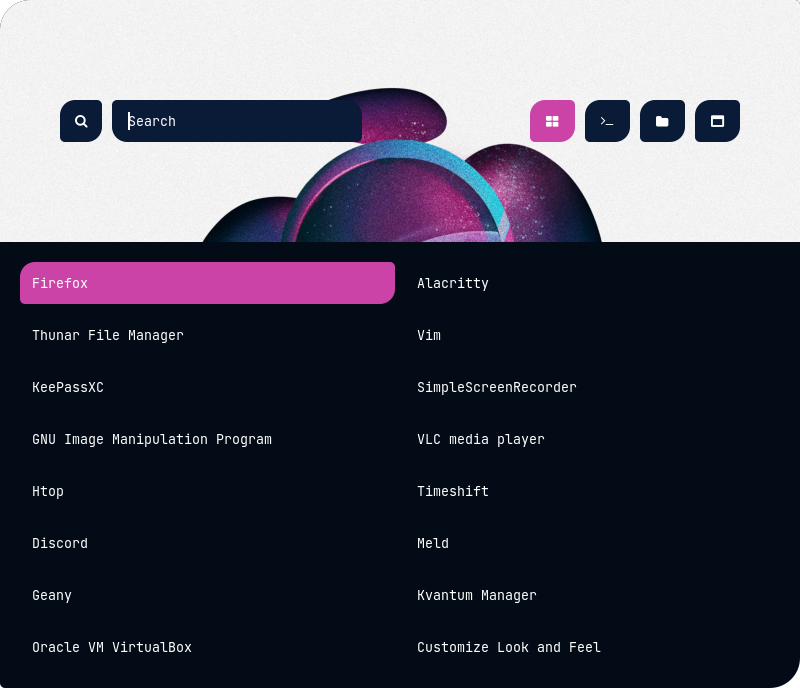 Search
Firefox
Alacritty
Thunar File Manager
Vim
KeePassXC
SimpleScreenRecorder
GNU Image Manipulation Program
VLC media player
Htop
Timeshift
Discord
Meld
Geany
Kvantum Manager
Oracle VM VirtualBox
Customize Look and Feel